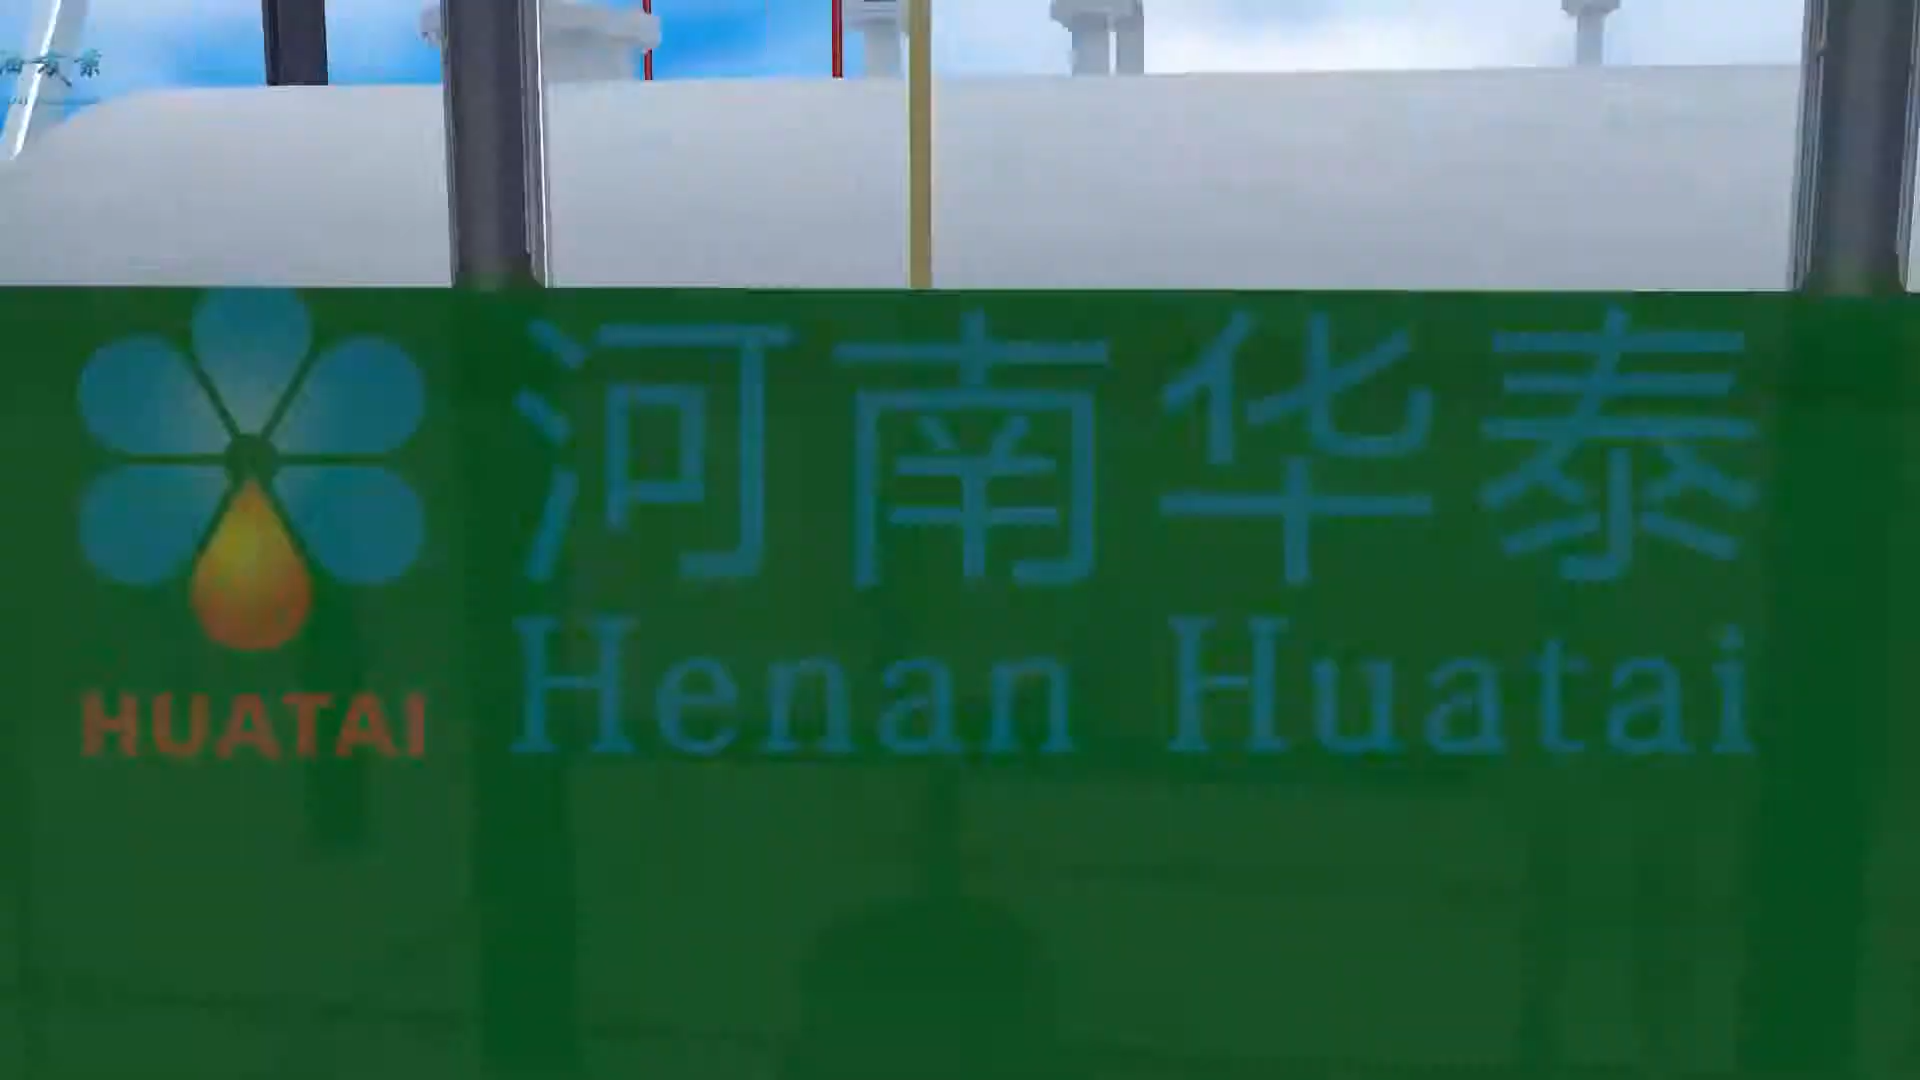 河南华泰
Henan Huatai
HUATAI